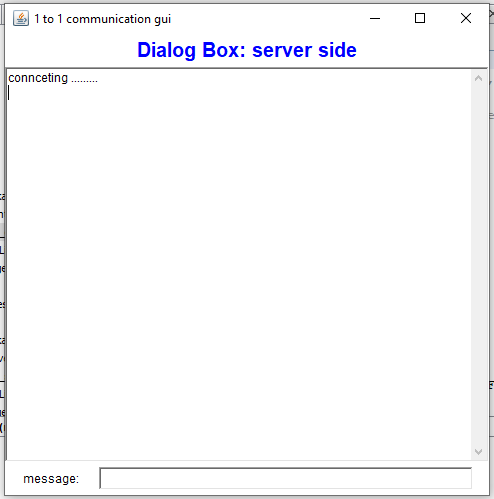 1 to 1 communication gui
Dialog Box: server side
connceting .........
message: